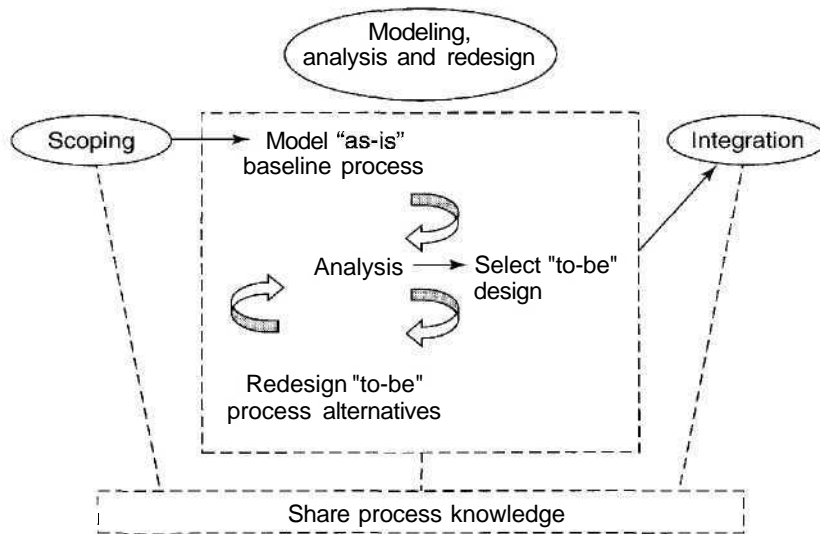 Modeling,
analysis and redesign
Scoping
Model "as-is"
baseline process
Integration
Analysis
Select "to-be"
design
Redesign "to-be"
process alternatives
Share process knowledge